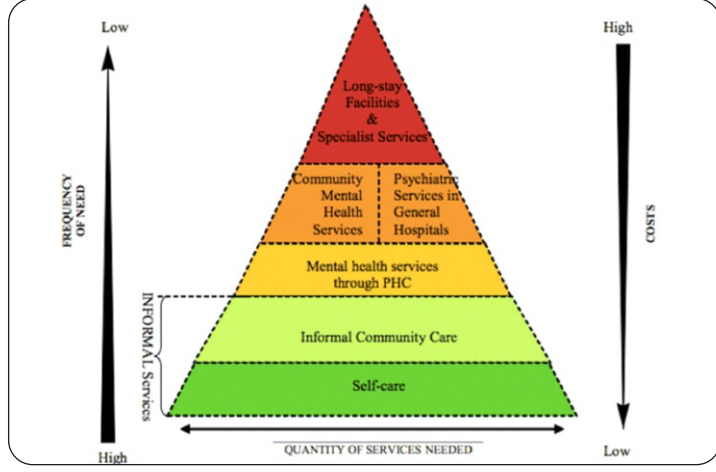 Low
High
Long-stay
Facilities
&
Specialist Services
Community
Mental
Health
Services
Psychiatric
Services in
General
Hospitals
FREQUENCY
OF NEED
COSTS
Mental health services
through PHC
INFORMAL Services
Informal Community Care
Self-care
QUANTITY OF SERVICES NEEDED
High
Low